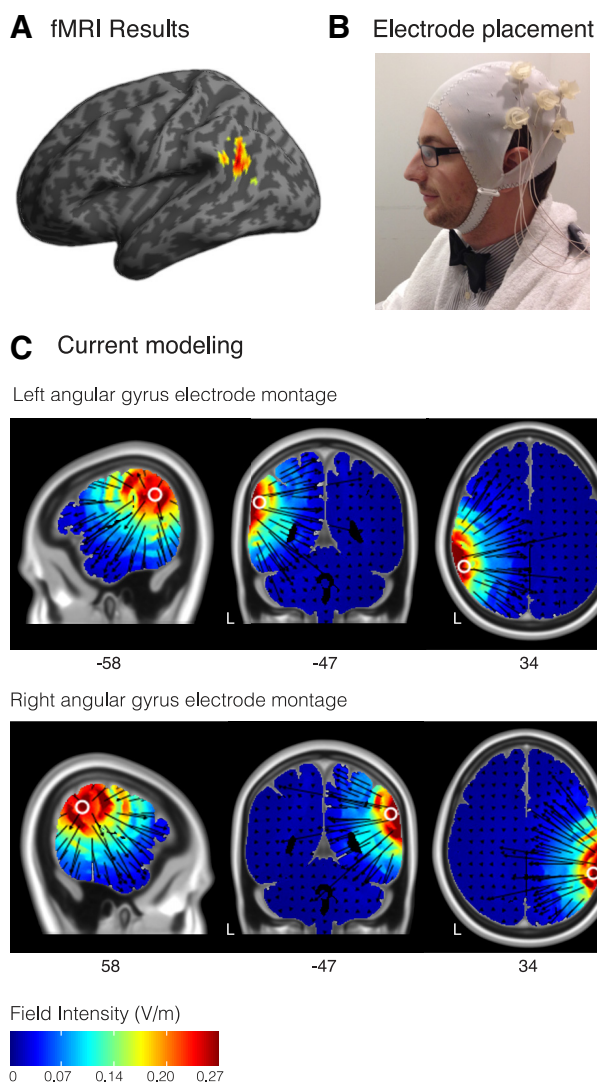 A fMRI Results
B Electrode placement
C Current modeling
Left angular gyrus electrode montage
L
L
-58
-47
34
Right angular gyrus electrode montage
L
L
58
-47
34
Field Intensity (V/m)
0 0.07 0.14 0.20 0.27